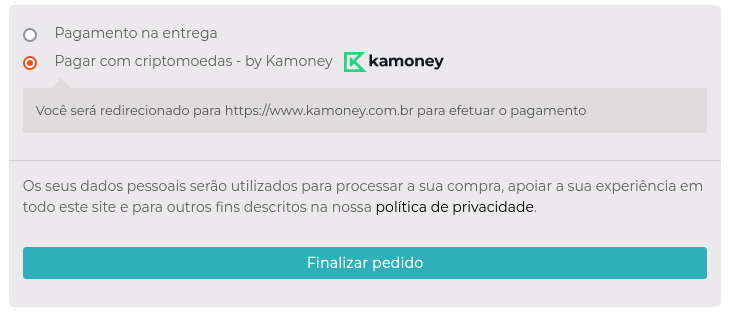 Pagamento na entrega
Pagar com criptomoedas - by Kamoney kamoney
Você será redirecionado para https://www.kamoney.com.br para efetuar o pagamento
Os seus dados pessoais serão utilizados para processar a sua compra, apoiar a sua experiência em
todo este site e para outros fins descritos na nossa política de privacidade.
Finalizar pedido